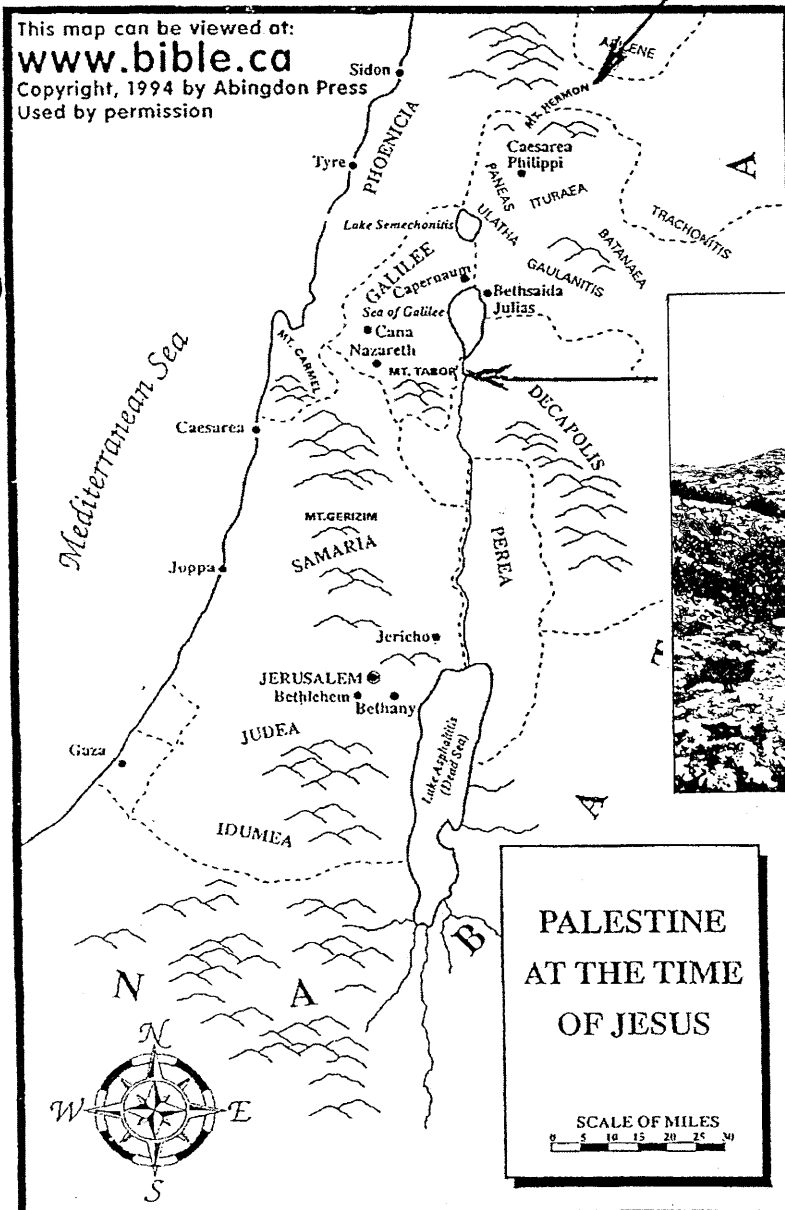 This map can be viewed at:
www.bible.ca
Copyright, 1994 by Abingdon Press
Used by permission
Sidon
ABILENE
MT. HERMON
PHOENICIA
Tyre
Caesarea
Philippi
PANEAS
ITURAEA
A
Lake Semechonitis
ULATHA
TRACHONITIS
BATANAEA
GALILEE
GAULANITIS
Capernaum
Bethsaida
Julias
Sea of Galilee
Cana
Nazareth
MT. CARMEL
MT. TABOR
Mediterranean Sea
DECAPOLIS
Caesarea
MT. GERIZIM
SAMARIA
PEREA
Joppa
Jericho
JERUSALEM
Bethlehem
Bethany
JUDEA
Gaza
Lake Asphaltitis
(Dead Sea)
A
IDUMEA
B
N
A
PALESTINE
AT THE TIME
OF JESUS
N
W E
S
SCALE OF MILES
0 5 10 15 20 25 30